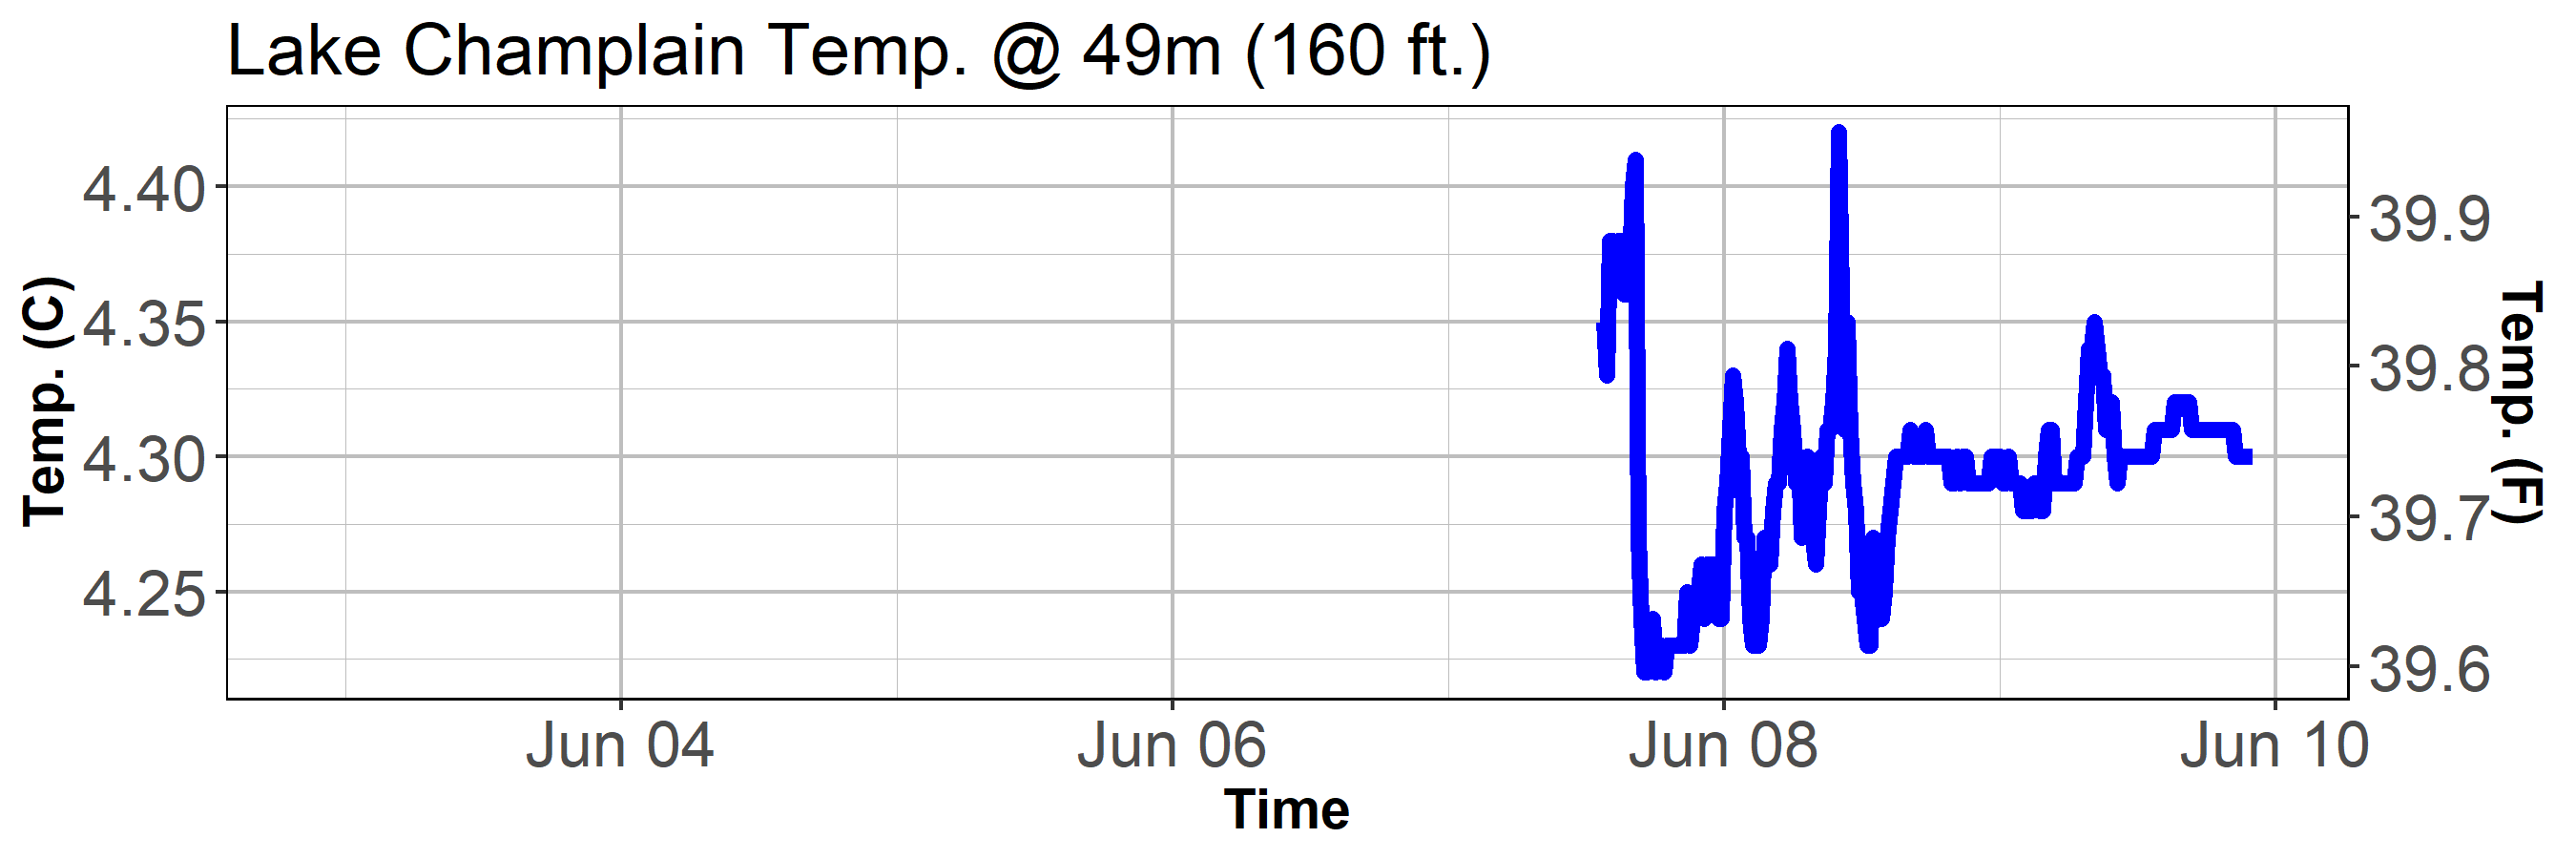 Lake Champlain Temp. @ 49m (160 ft.)
Temp. (C)
4.40
4.35
4.30
4.25
39.9
39.8
39.7
39.6
Temp. (F)
Jun 04 Jun 06 Jun 08 Jun 10
Time